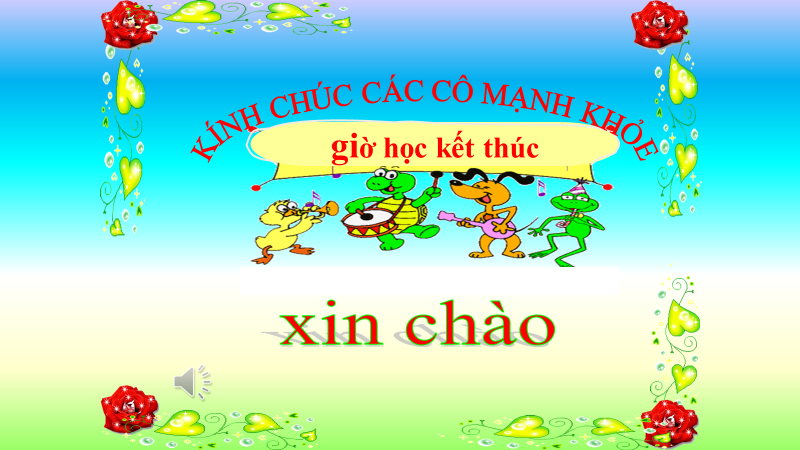 KÍNH CHÚC CÁC CÔ MẠNH KHỎE
giờ học kết thúc
xin chào